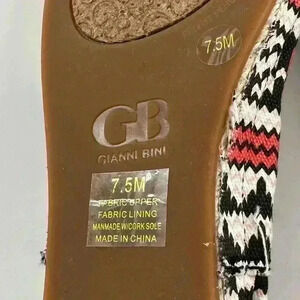 7.5M
GB
GIANNI BINI
7.5M
FABRIC UPPER
FABRIC LINING
MANMADE W/CORK SOLE
MADE IN CHINA